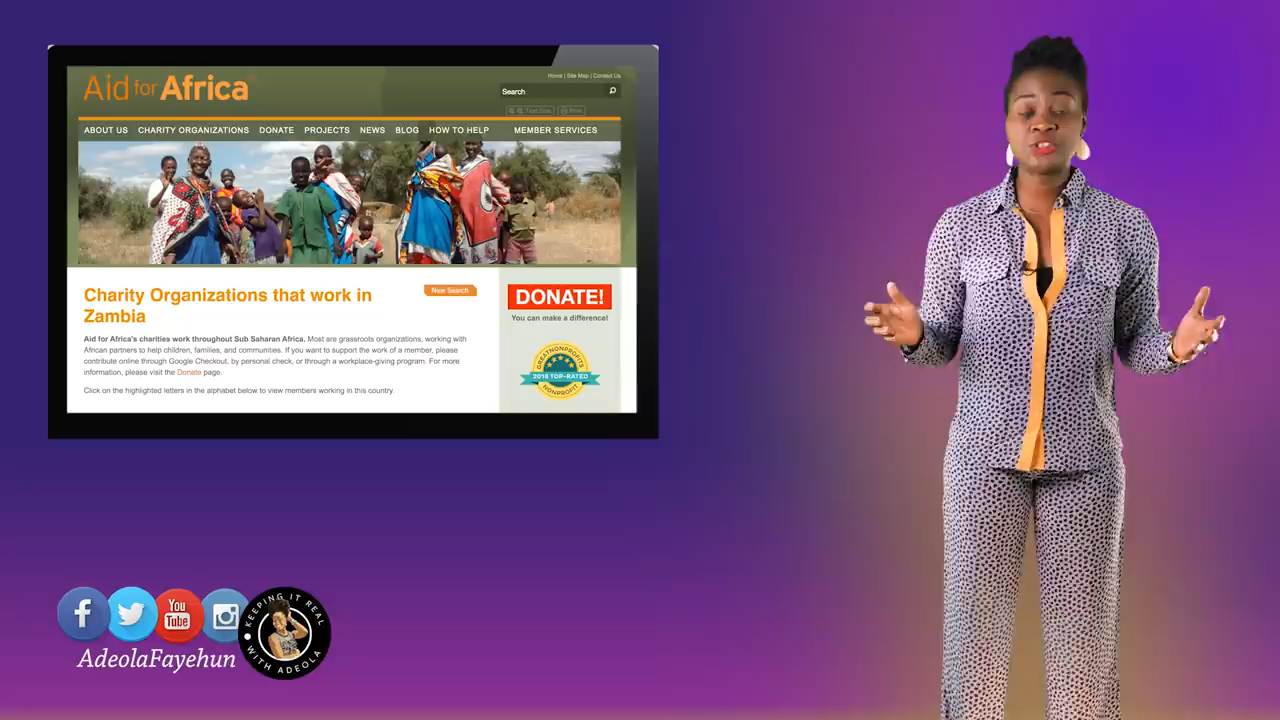 Aid for Africa
Home | Site Map | Contact Us
Search
Text Size Print
ABOUT US CHARITY ORGANIZATIONS DONATE PROJECTS NEWS BLOG HOW TO HELP MEMBER SERVICES
Charity Organizations that work in
Zambia
New Search
Aid for Africa's charities work throughout Sub Saharan Africa. Most are grassroots organizations, working with
African partners to help children, families, and communities. If you want to support the work of a member, please
contribute online through Google Checkout, by personal check, or through a workplace-giving program. For more
information, please visit the Donate page.
Click on the highlighted letters in the alphabet below to view members working in this country.
DONATE!
You can make a difference!
GREATNONPROFITS
2018 TOP-RATED
NONPROFIT
You
Tube
KEEPING IT REAL
WITH ADEOLA
AdeolaFayehun